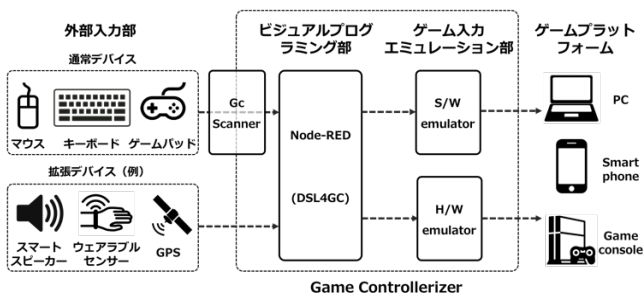 外部入力部
通常デバイス
マウス
キーボード
ゲームパッド
拡張デバイス（例）
スマート
スピーカー
ウェアラブル
センサー
GPS
Gc
Scanner
ビジュアルプログ
ラミング部
Node-RED
(DSL4GC)
ゲーム入力
エミュレーション部
S/W
emulator
H/W
emulator
ゲームプラット
フォーム
PC
Smart
phone
Game
console
Game Controllerizer